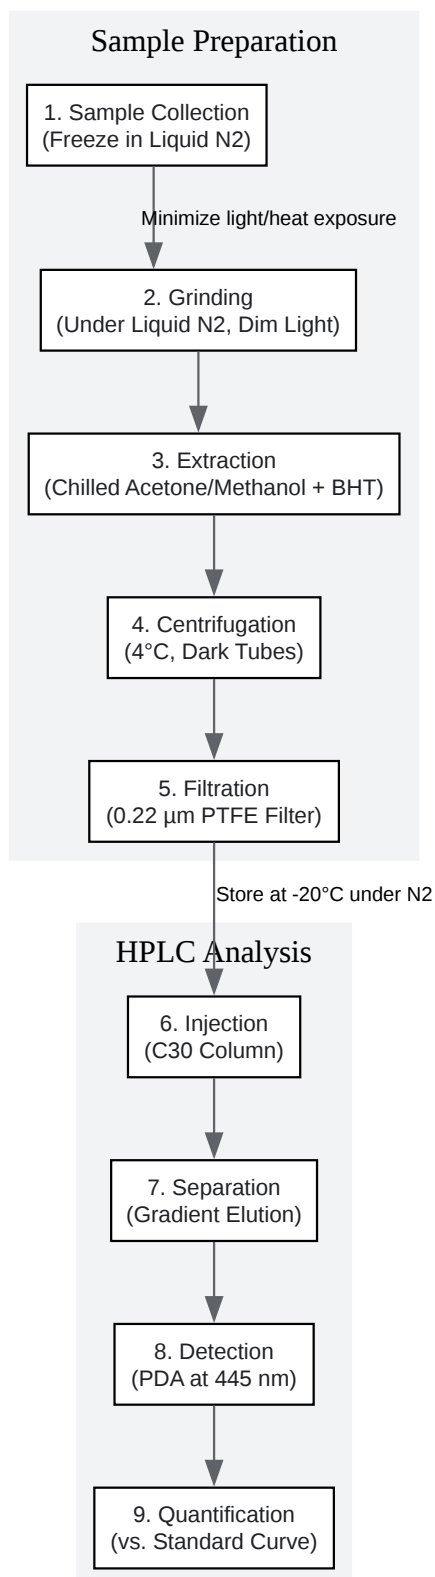 Sample Preparation
1. Sample Collection
(Freeze in Liquid N2)
Minimize light/heat exposure
2. Grinding
(Under Liquid N2, Dim Light)
3. Extraction
(Chilled Acetone/Methanol + BHT)
4. Centrifugation
(4°C, Dark Tubes)
5. Filtration
(0.22 µm PTFE Filter)
Store at -20°C under N2
HPLC Analysis
6. Injection
(C30 Column)
7. Separation
(Gradient Elution)
8. Detection
(PDA at 445 nm)
9. Quantification
(vs. Standard Curve)